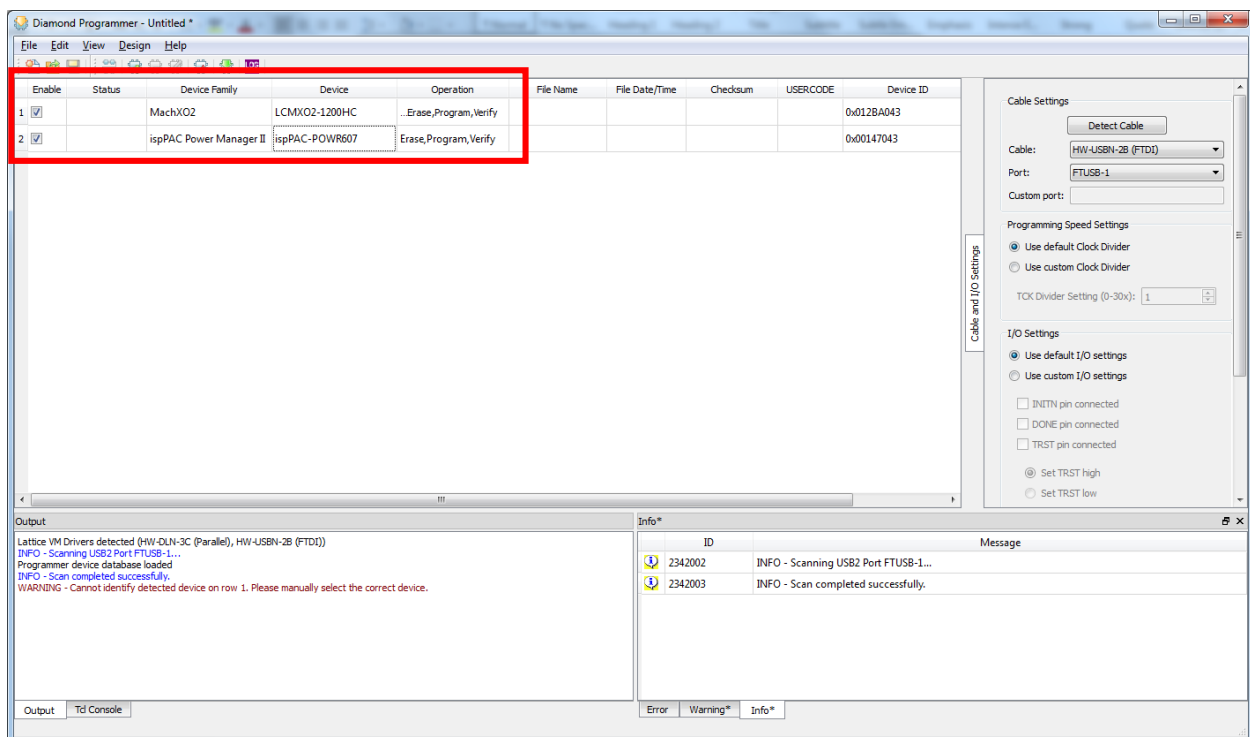 Diamond Programmer - Untitled *
File Edit View Design Help
Enable Status Device Family Device Operation File Name File Date/Time Checksum USERCODE Device ID
1 MachXO2 LCMXO2-1200HC ...Erase,Program,Verify 0x012BA043
2 ispPAC Power Manager II ispPAC-POWR607 Erase,Program,Verify 0x00147043
Cable and I/O Settings
Cable Settings
Detect Cable
Cable: HW-USBN-2B (FTDI)
Port: FTUSB-1
Custom port:
Programming Speed Settings
Use default Clock Divider
Use custom Clock Divider
TCK Divider Setting (0-30x): 1
I/O Settings
Use default I/O settings
Use custom I/O settings
INITN pin connected
DONE pin connected
TRST pin connected
Set TRST high
Set TRST low
Output
Lattice VM Drivers detected (HW-DLN-3C (Parallel), HW-USBN-2B (FTDI))
INFO - Scanning USB2 Port FTUSB-1...
Programmer device database loaded
INFO - Scan completed successfully.
WARNING - Cannot identify detected device on row 1. Please manually select the correct device.
Output Tcl Console
Info*
ID Message
2342002 INFO - Scanning USB2 Port FTUSB-1...
2342003 INFO - Scan completed successfully.
Error Warning* Info*